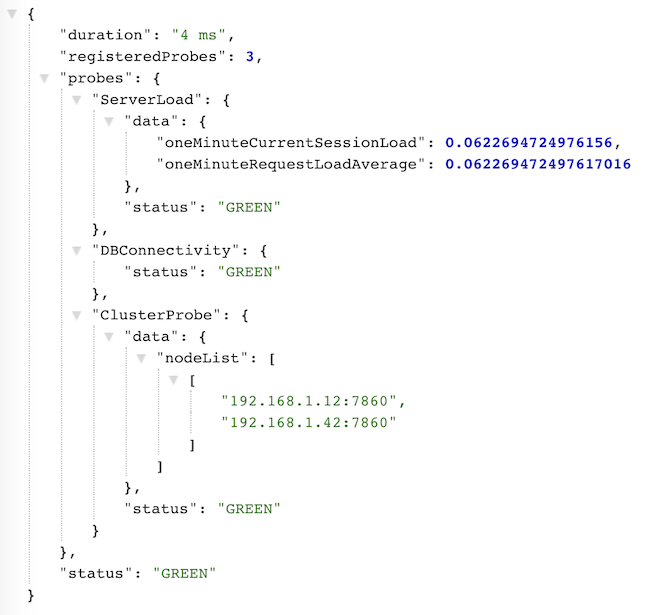 {
"duration": "4 ms",
"registeredProbes": 3,
"probes": {
"ServerLoad": {
"data": {
"oneMinuteCurrentSessionLoad": 0.0622694724976156,
"oneMinuteRequestLoadAverage": 0.062269472497617016
},
"status": "GREEN"
},
"DBConnectivity": {
"status": "GREEN"
},
"ClusterProbe": {
"data": {
"nodeList": [
[
"192.168.1.12:7860",
"192.168.1.42:7860"
]
]
},
"status": "GREEN"
}
},
"status": "GREEN"
}